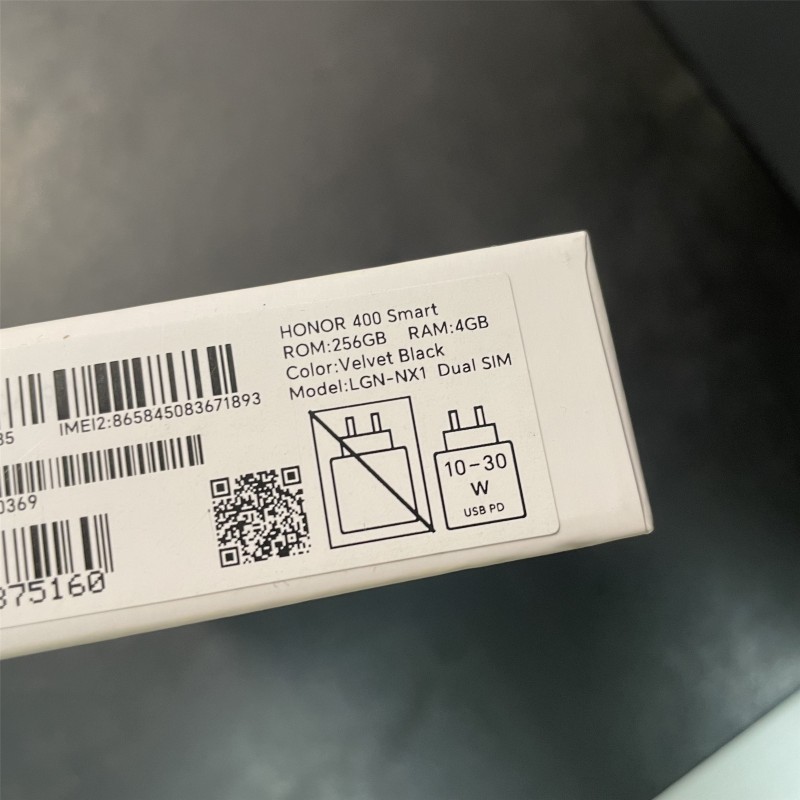 HONOR 400 Smart
ROM:256GB RAM:4GB
Color:Velvet Black
Model:LGN-NX1 Dual SIM
IMEI2:865845083671893
35
0369
375160
10-30
W
USB PD